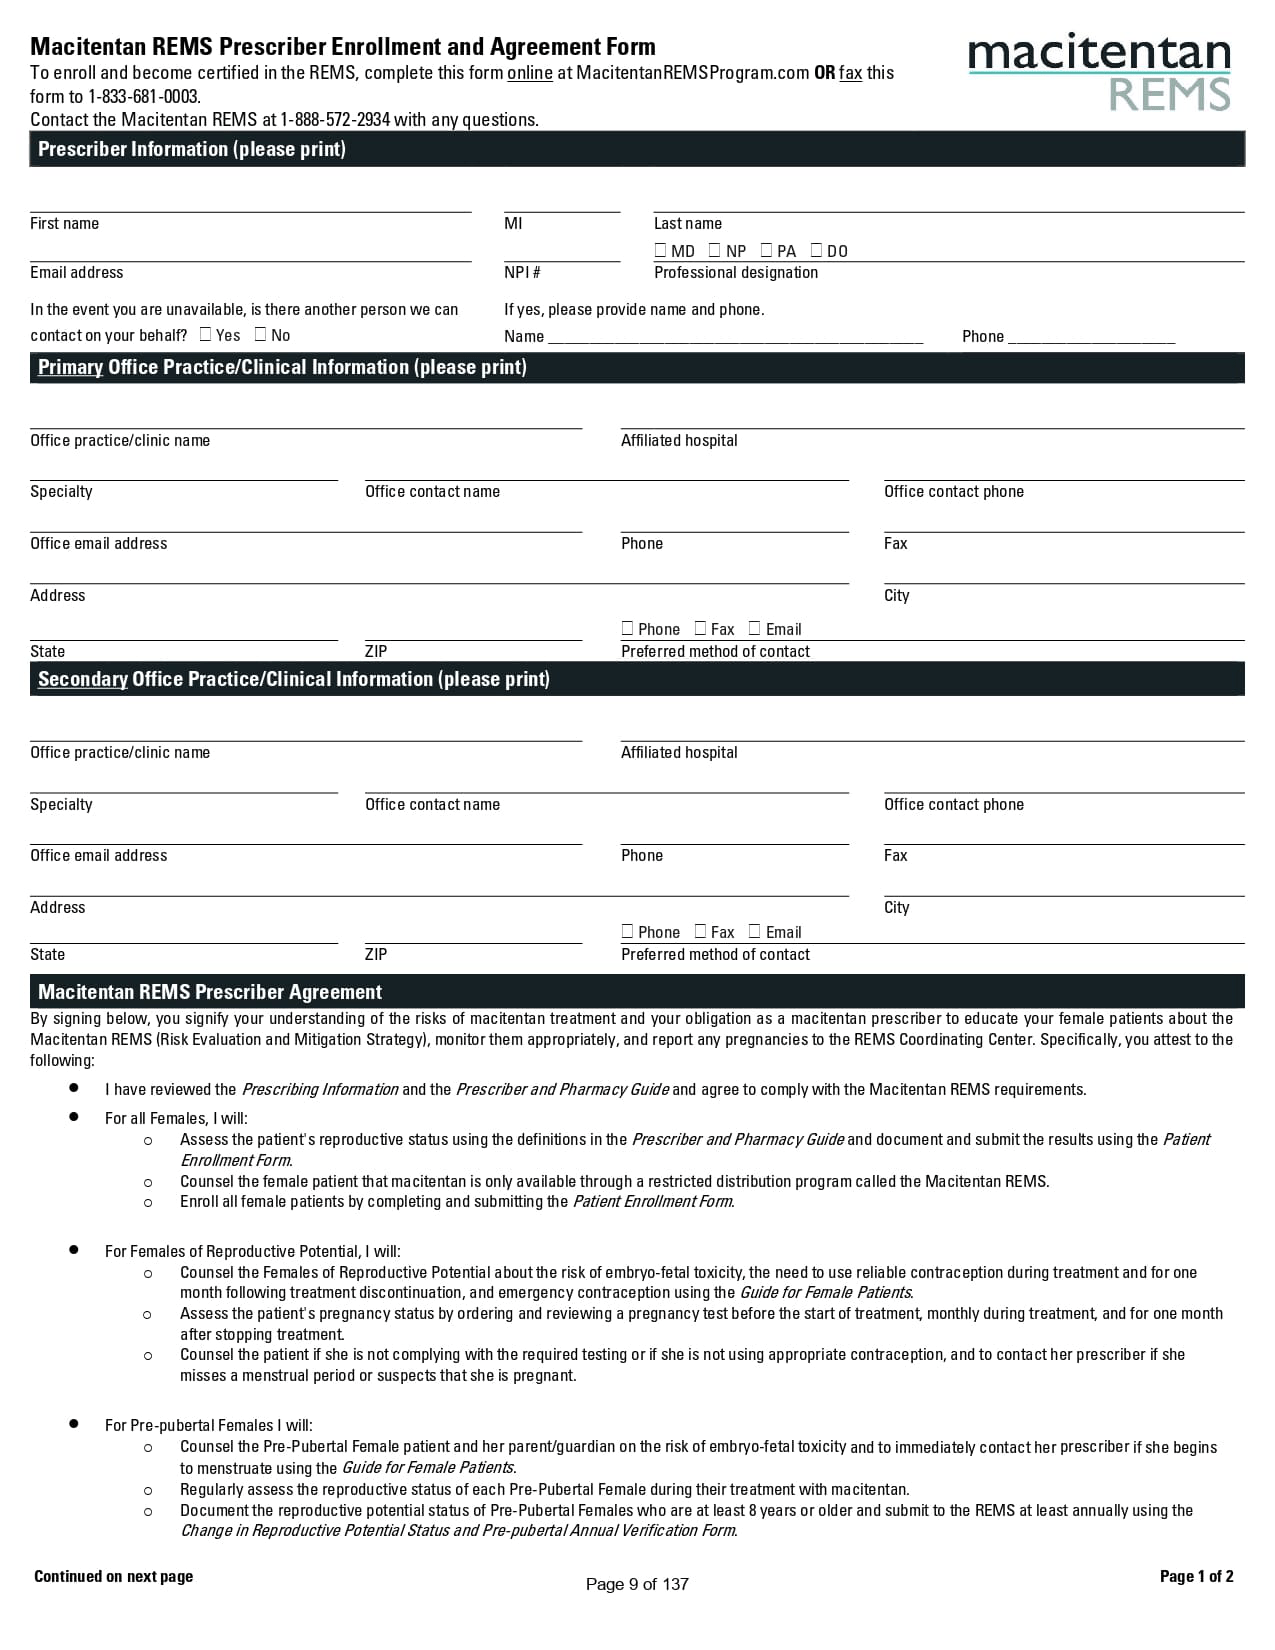 Macitentan REMS Prescriber Enrollment and Agreement Form
To enroll and become certified in the REMS, complete this form online at MacitentanREMSProgram.com OR fax this
form to 1-833-681-0003.
Contact the Macitentan REMS at 1-888-572-2934 with any questions.
macitentan
REMS
Prescriber Information (please print)
First name MI Last name
☐ MD ☐ NP ☐ PA ☐ DO
Email address NPI # Professional designation
In the event you are unavailable, is there another person we can If yes, please provide name and phone.
contact on your behalf? ☐ Yes ☐ No Name ____________________ Phone ____________________
Primary Office Practice/Clinical Information (please print)
Office practice/clinic name Affiliated hospital
Specialty Office contact name Office contact phone
Office email address Phone Fax
Address City
☐ Phone ☐ Fax ☐ Email
State ZIP Preferred method of contact
Secondary Office Practice/Clinical Information (please print)
Office practice/clinic name Affiliated hospital
Specialty Office contact name Office contact phone
Office email address Phone Fax
Address City
☐ Phone ☐ Fax ☐ Email
State ZIP Preferred method of contact
Macitentan REMS Prescriber Agreement
By signing below, you signify your understanding of the risks of macitentan treatment and your obligation as a macitentan prescriber to educate your female patients about the
Macitentan REMS (Risk Evaluation and Mitigation Strategy), monitor them appropriately, and report any pregnancies to the REMS Coordinating Center. Specifically, you attest to the
following:
● I have reviewed the Prescribing Information and the Prescriber and Pharmacy Guide and agree to comply with the Macitentan REMS requirements.
● For all Females, I will:
o Assess the patient's reproductive status using the definitions in the Prescriber and Pharmacy Guide and document and submit the results using the Patient
Enrollment Form.
o Counsel the female patient that macitentan is only available through a restricted distribution program called the Macitentan REMS.
o Enroll all female patients by completing and submitting the Patient Enrollment Form.
● For Females of Reproductive Potential, I will:
o Counsel the Females of Reproductive Potential about the risk of embryo-fetal toxicity, the need to use reliable contraception during treatment and for one
month following treatment discontinuation, and emergency contraception using the Guide for Female Patients.
o Assess the patient's pregnancy status by ordering and reviewing a pregnancy test before the start of treatment, monthly during treatment, and for one month
after stopping treatment.
o Counsel the patient if she is not complying with the required testing or if she is not using appropriate contraception, and to contact her prescriber if she
misses a menstrual period or suspects that she is pregnant.
● For Pre-pubertal Females I will:
o Counsel the Pre-Pubertal Female patient and her parent/guardian on the risk of embryo-fetal toxicity and to immediately contact her prescriber if she begins
to menstruate using the Guide for Female Patients.
o Regularly assess the reproductive status of each Pre-Pubertal Female during their treatment with macitentan.
o Document the reproductive potential status of Pre-Pubertal Females who are at least 8 years or older and submit to the REMS at least annually using the
Change in Reproductive Potential Status and Pre-pubertal Annual Verification Form.
Continued on next page Page 1 of 2
Page 9 of 137